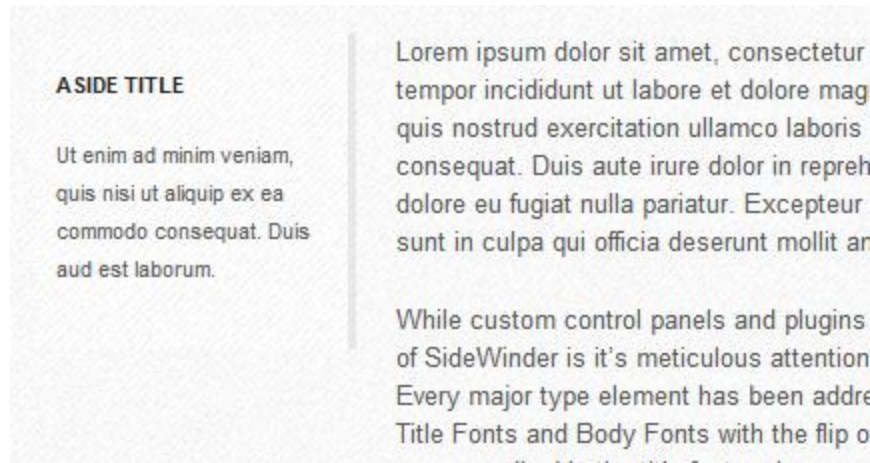 ASIDE TITLE
Ut enim ad minim veniam,
quis nisi ut aliquip ex ea
commodo consequat. Duis
aud est laborum.
Lorem ipsum dolor sit amet, consectetur
tempor incididunt ut labore et dolore mag
quis nostrud exercitation ullamco laboris
consequat. Duis aute irure dolor in repreh
dolore eu fugiat nulla pariatur. Excepteur
sunt in culpa qui officia deserunt mollit an
While custom control panels and plugins
of SideWinder is it's meticulous attention
Every major type element has been addre
Title Fonts and Body Fonts with the flip o